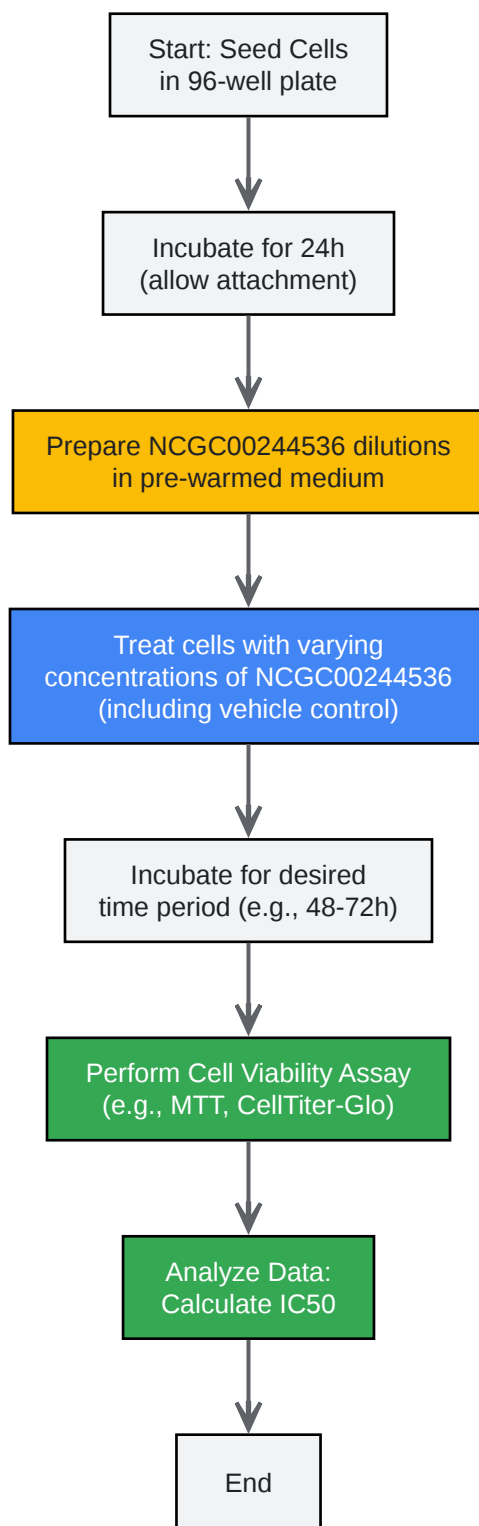 Start: Seed Cells
in 96-well plate
Incubate for 24h
(allow attachment)
Prepare NCGC00244536 dilutions
in pre-warmed medium
Treat cells with varying
concentrations of NCGC00244536
(including vehicle control)
Incubate for desired
time period (e.g., 48-72h)
Perform Cell Viability Assay
(e.g., MTT, CellTiter-Glo)
Analyze Data:
Calculate IC50
End